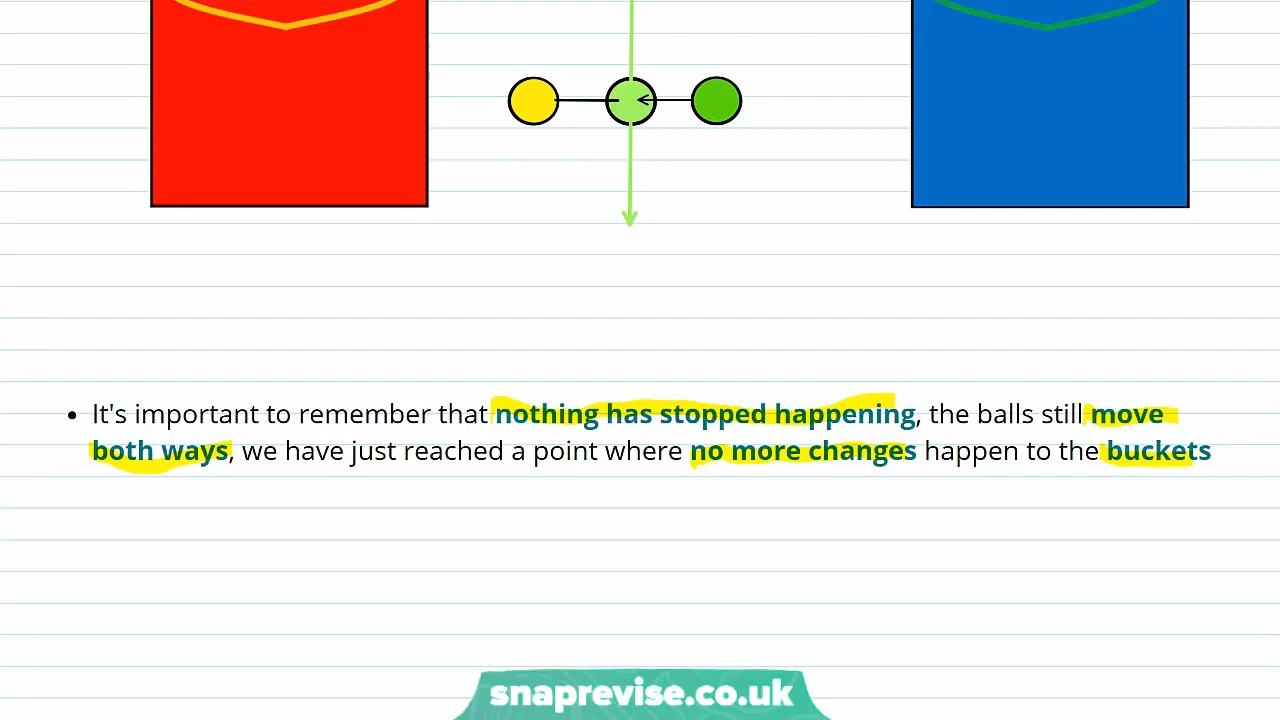 • It's important to remember that nothing has stopped happening, the balls still move
both ways, we have just reached a point where no more changes happen to the buckets
snaprevise.co.uk